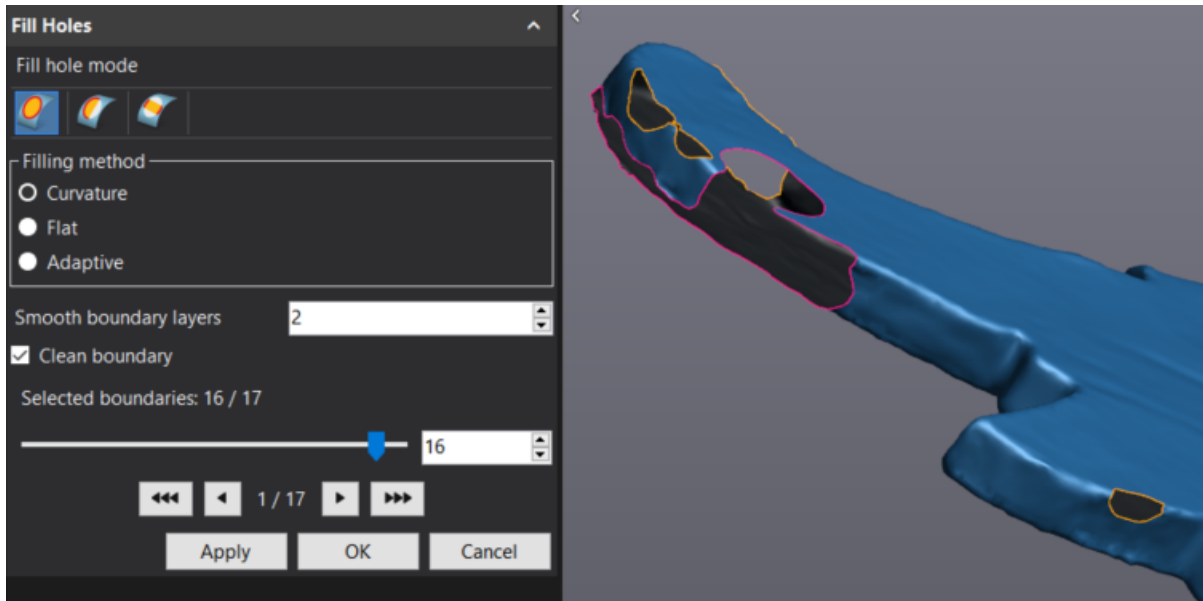 Fill Holes
Fill hole mode
Filling method
Curvature
Flat
Adaptive
Smooth boundary layers 2
Clean boundary
Selected boundaries: 16 / 17
16
1 / 17
Apply OK Cancel